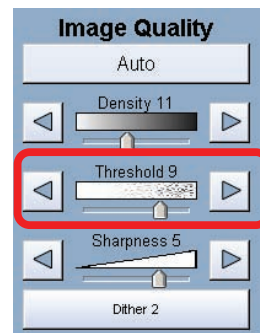 Image Quality
Auto
Density 11
Threshold 9
Sharpness 5
Dither 2